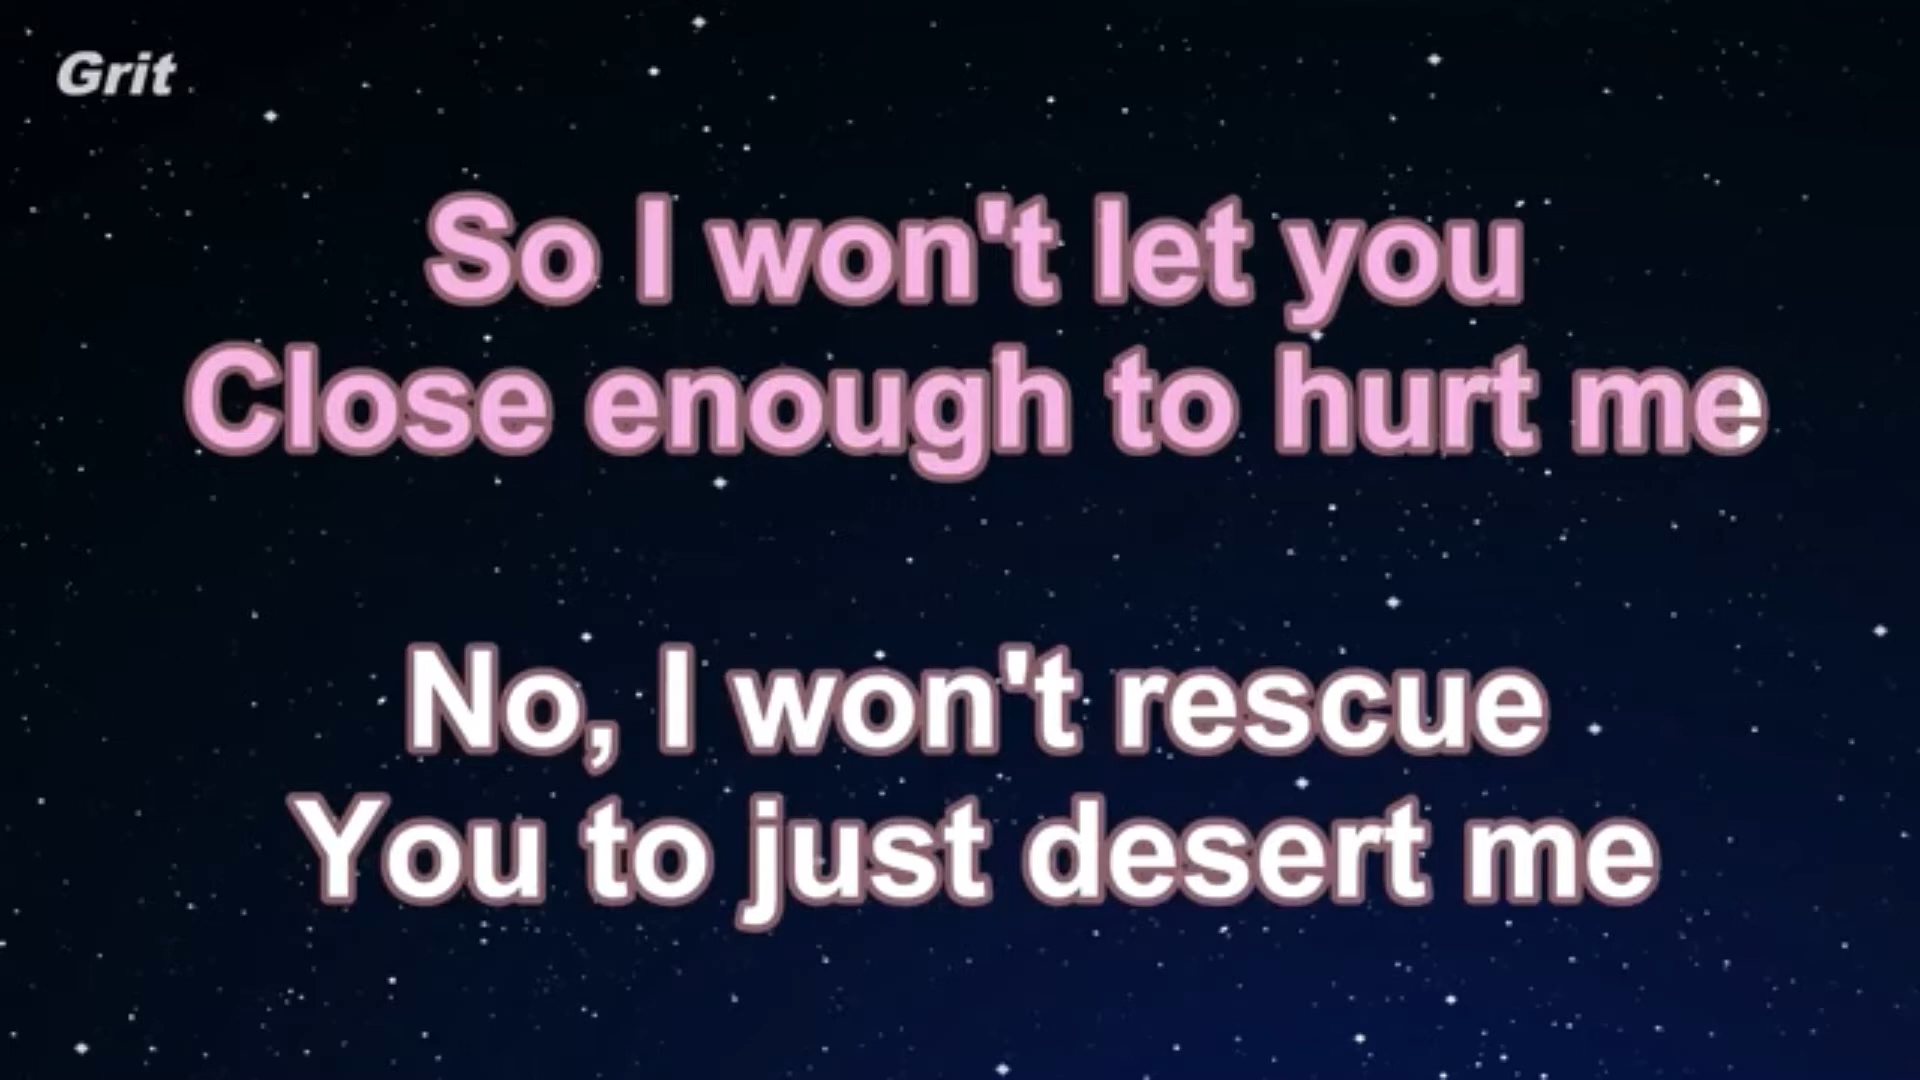 Grit
So I won't let you
Close enough to hurt me
No, I won't rescue
You to just desert me